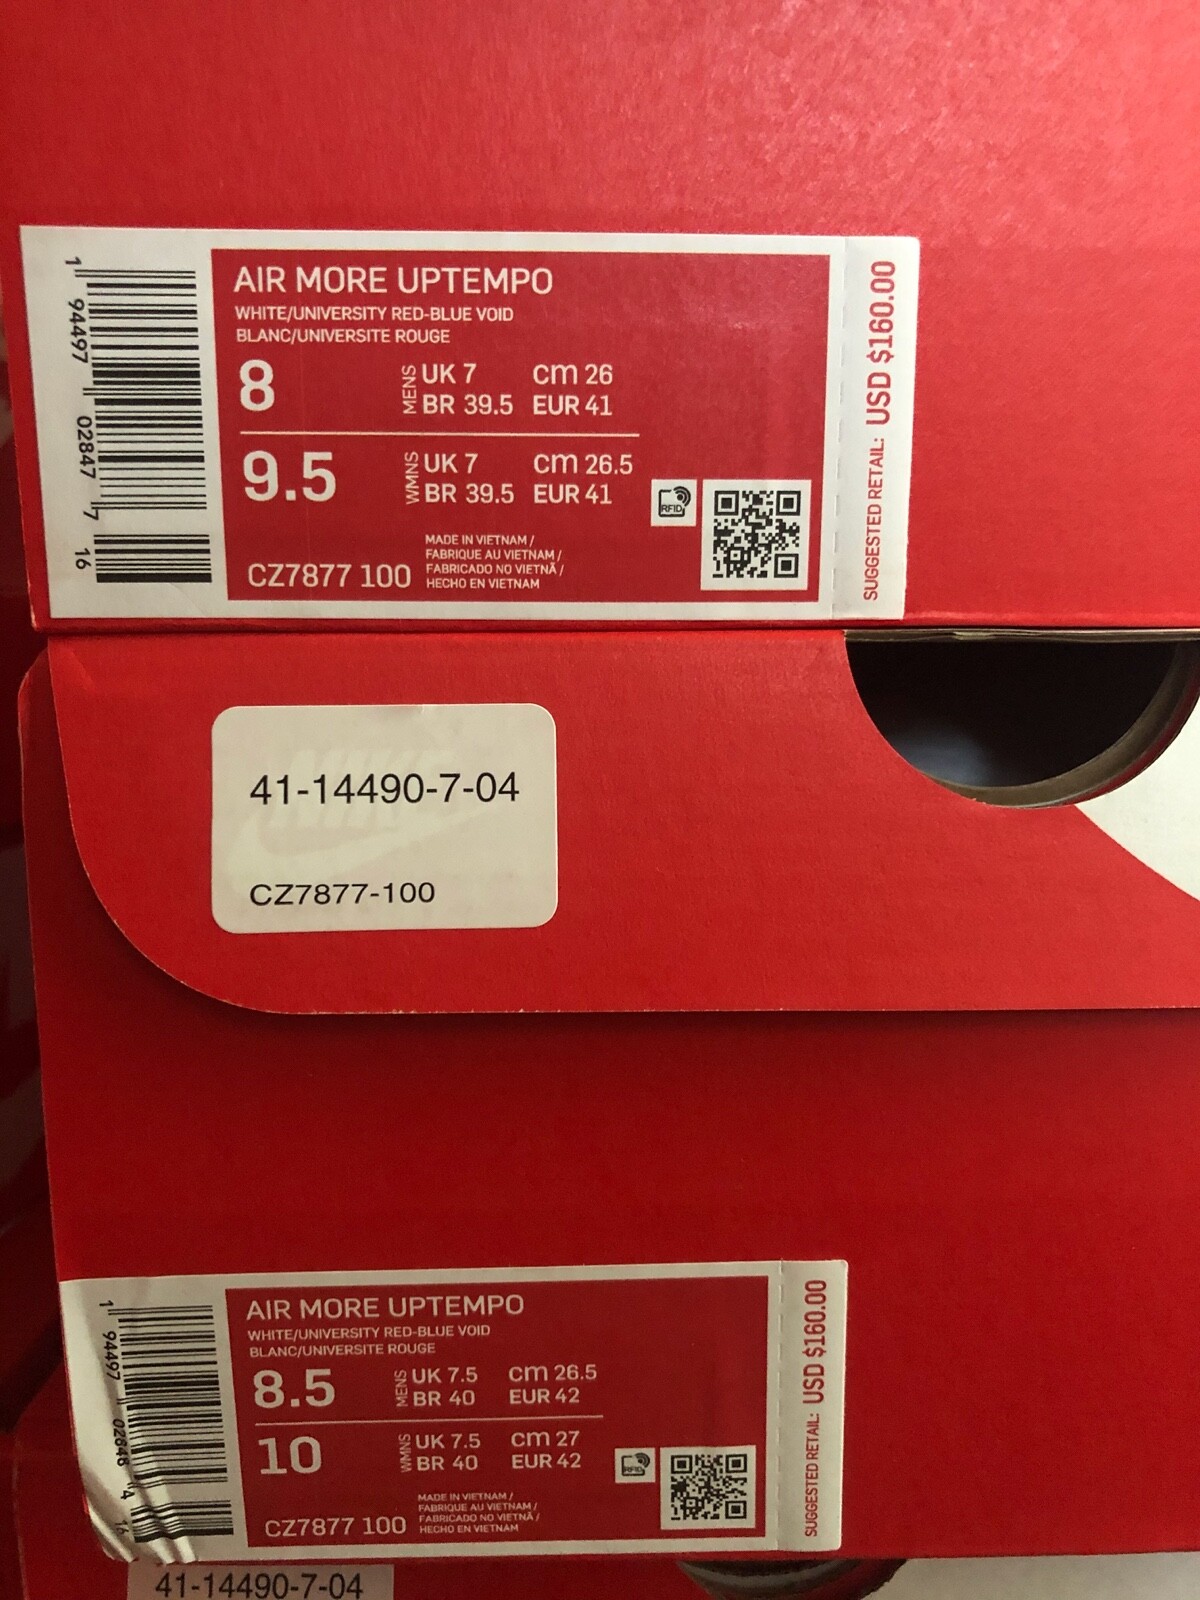 AIR MORE UPTEMPO
WHITE/UNIVERSITY RED-BLUE VOID
BLANC/UNIVERSITE ROUGE
8 MENS UK 7 cm 26
BR 39.5 EUR 41
9.5 WMNS UK 7 cm 26.5
BR 39.5 EUR 41
RFID
MADE IN VIETNAM /
FABRIQUE AU VIETNAM /
FABRICADO NO VIETNÃ /
HECHO EN VIETNAM
CZ7877 100
1 94497 02847 7 16
SUGGESTED RETAIL: USD $160.00
NIKE
41-14490-7-04
CZ7877-100
AIR MORE UPTEMPO
WHITE/UNIVERSITY RED-BLUE VOID
BLANC/UNIVERSITE ROUGE
8.5 MENS UK 7.5 cm 26.5
BR 40 EUR 42
10 WMNS UK 7.5 cm 27
BR 40 EUR 42
RFID
MADE IN VIETNAM /
FABRIQUE AU VIETNAM /
FABRICADO NO VIETNÃ /
HECHO EN VIETNAM
CZ7877 100
1 94497 02848 4 16
SUGGESTED RETAIL: USD $160.00
41-14490-7-04